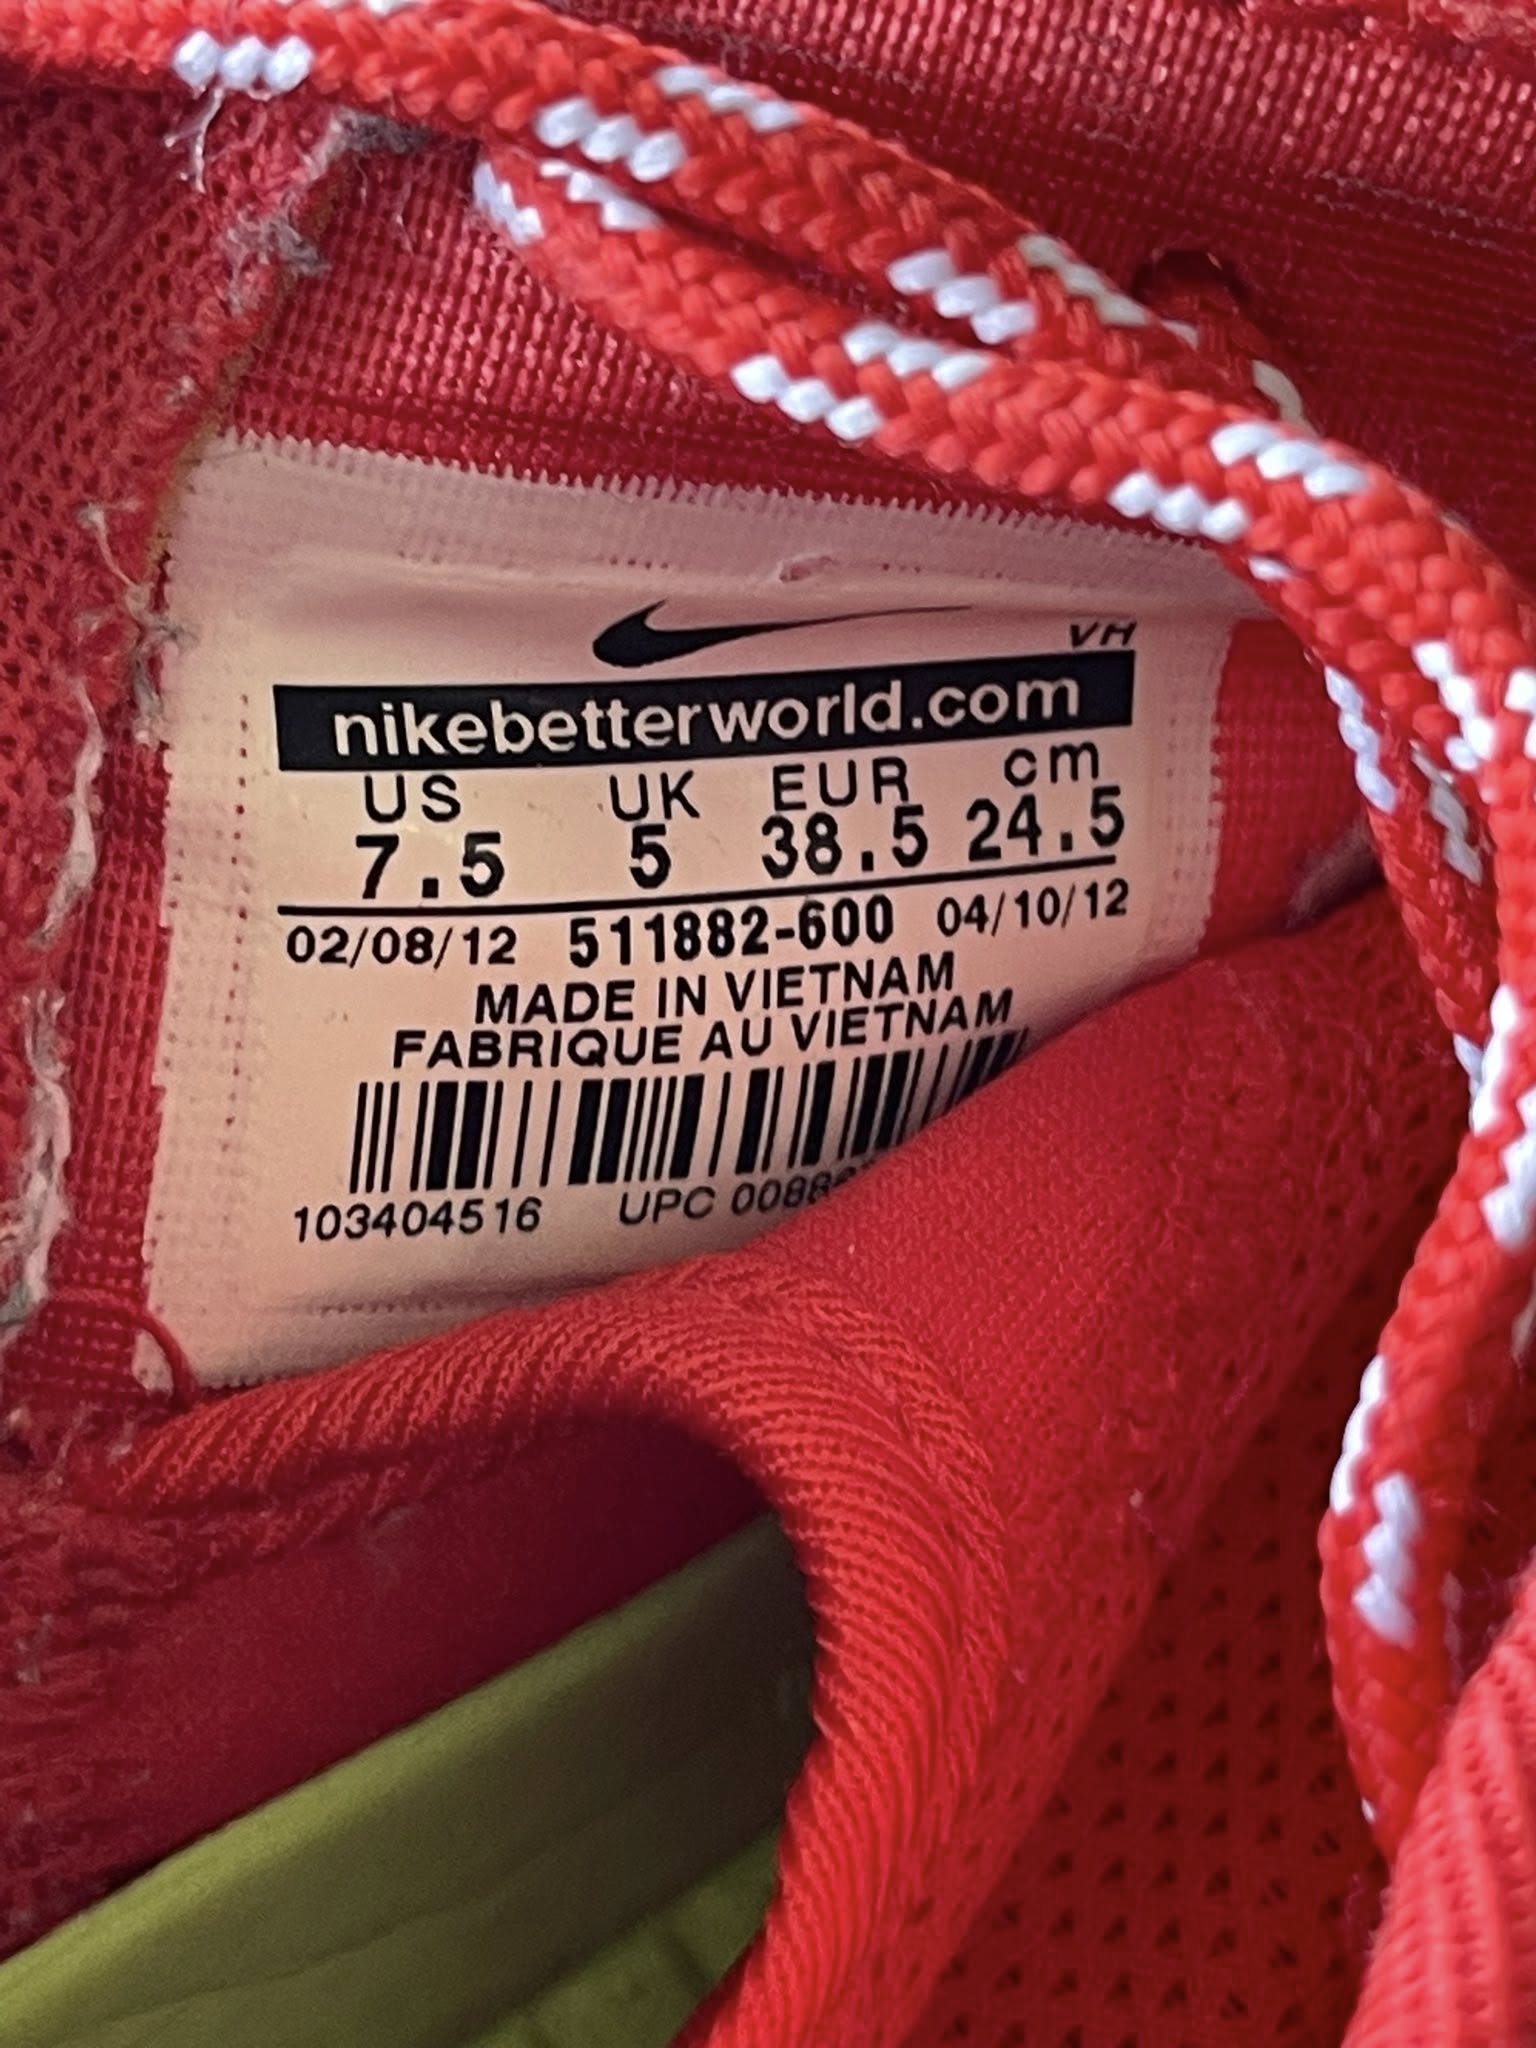 VH
nikebetterworld.com
US UK EUR cm
7.5 5 38.5 24.5
02/08/12 511882-600 04/10/12
MADE IN VIETNAM
FABRIQUE AU VIETNAM
103404516 UPC